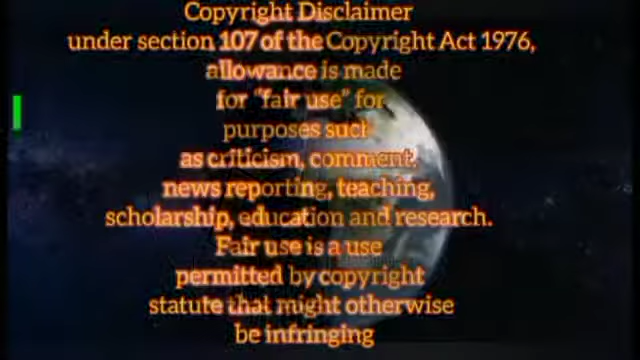 Copyright Disclaimer
under section 107 of the Copyright Act 1976,
allowance is made
for "fair use" for
purposes such
as criticism, comment,
news reporting, teaching,
scholarship, education and research.
Fair use is a use
permitted by copyright
statute that might otherwise
be infringing